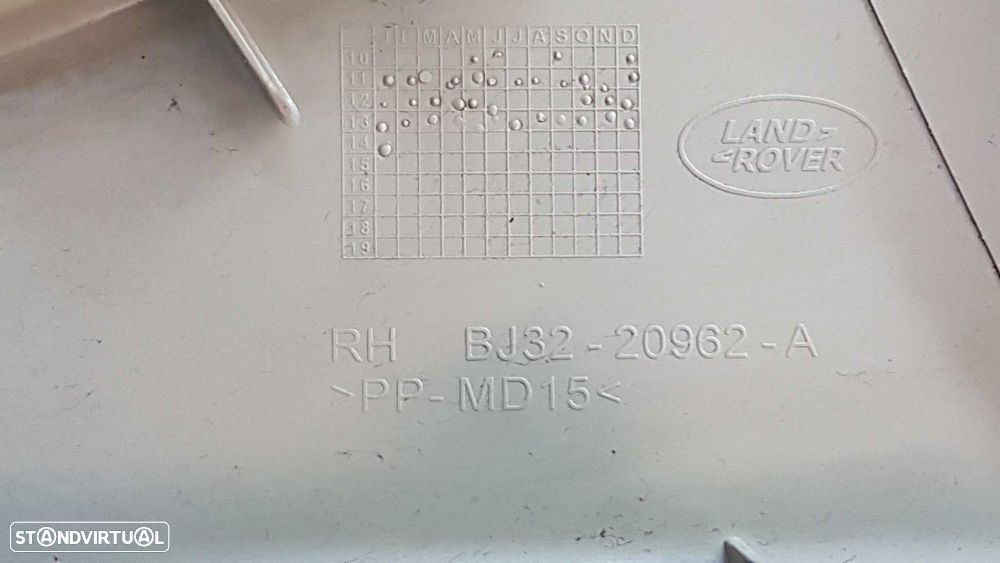 J F M A M J J A S O N D
10
11
12
13
14
15
16
17
18
19
LAND
ROVER
RH BJ32-20962-A
>PP-MD15<
STANDVIRTUAL